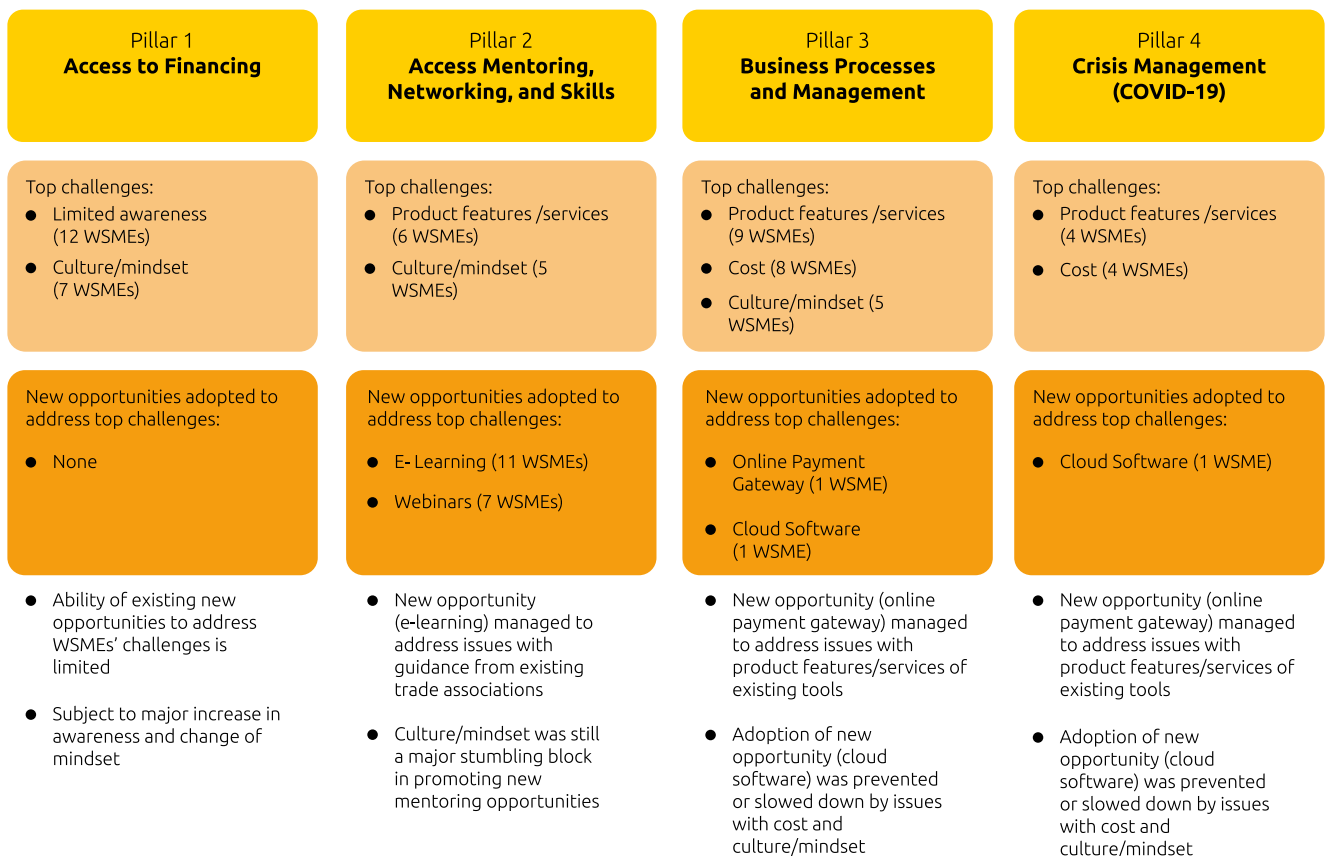 Pillar 1
Access to Financing
Top challenges:
● Limited awareness
(12 WSMEs)
● Culture/mindset
(7 WSMEs)
New opportunities adopted to
address top challenges:
● None
● Ability of existing new
opportunities to address
WSMEs' challenges is
limited
● Subject to major increase in
awareness and change of
mindset
Pillar 2
Access Mentoring,
Networking, and Skills
Top challenges:
● Product features /services
(6 WSMEs)
● Culture/mindset (5
WSMEs)
New opportunities adopted to
address top challenges:
● E- Learning (11 WSMEs)
● Webinars (7 WSMEs)
● New opportunity
(e-learning) managed to
address issues with
guidance from existing
trade associations
● Culture/mindset was still
a major stumbling block
in promoting new
mentoring opportunities
Pillar 3
Business Processes
and Management
Top challenges:
● Product features /services
(9 WSMEs)
● Cost (8 WSMEs)
● Culture/mindset (5
WSMEs)
New opportunities adopted to
address top challenges:
● Online Payment
Gateway (1 WSME)
● Cloud Software
(1 WSME)
● New opportunity (online
payment gateway) managed
to address issues with
product features/services of
existing tools
● Adoption of new
opportunity (cloud
software) was prevented
or slowed down by issues
with cost and
culture/mindset
Pillar 4
Crisis Management
(COVID-19)
Top challenges:
● Product features /services
(4 WSMEs)
● Cost (4 WSMEs)
New opportunities adopted to
address top challenges:
● Cloud Software (1 WSME)
● New opportunity (online
payment gateway) managed
to address issues with
product features/services of
existing tools
● Adoption of new
opportunity (cloud
software) was prevented
or slowed down by issues
with cost and
culture/mindset